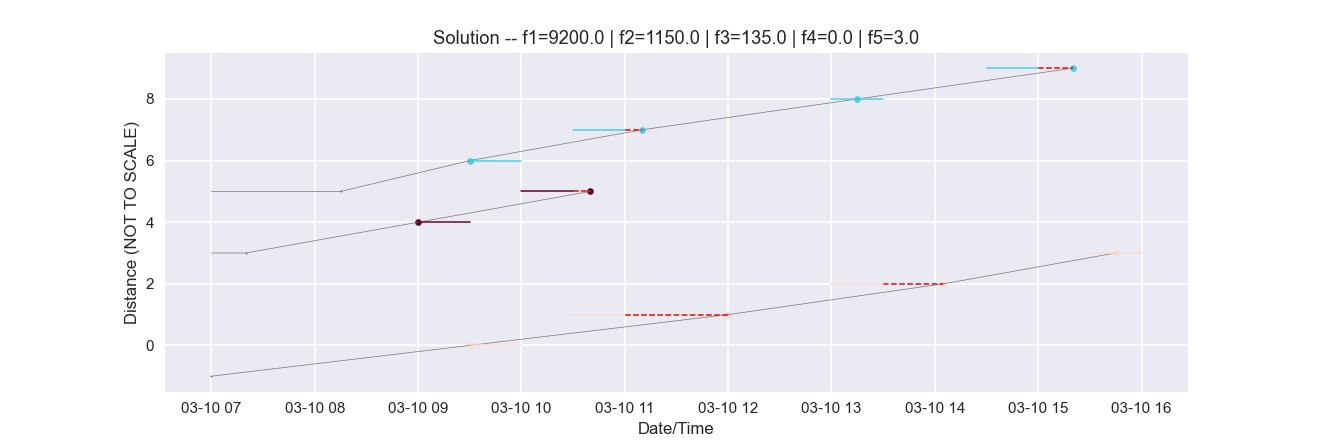 Solution -- f1=9200.0 | f2=1150.0 | f3=135.0 | f4=0.0 | f5=3.0
Distance (NOT TO SCALE)
8
6
4
2
0
03-10 07 03-10 08 03-10 09 03-10 10 03-10 11 03-10 12 03-10 13 03-10 14 03-10 15 03-10 16
Date/Time